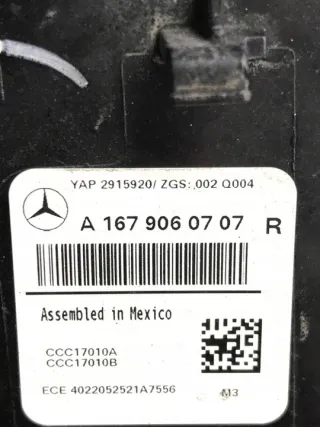 YAP 2915920/ ZGS: 002 Q004
A 167 906 07 07 R
Assembled in Mexico
CCC17010A
CCC17010B
ECE 4022052521A7556 M3